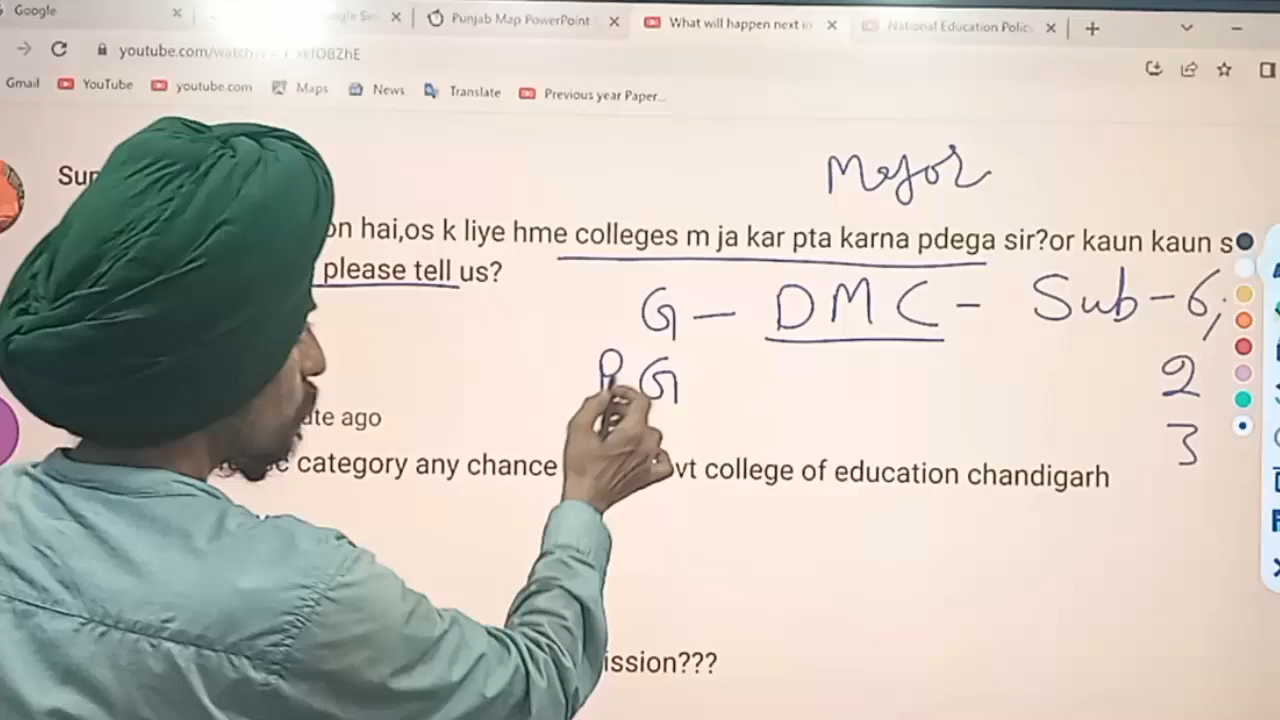 Google
Punjab Map PowerPoint
What will happen next in
National Education Polic
youtube.com/watch
Gmail
YouTube
youtube.com
Maps
News
Translate
Previous year Paper...
Major
on hai,os k liye hme colleges m ja kar pta karna pdega sir?or kaun kaun s
please tell us?
G - DMC - Sub - 6,
PG
2
3
ago
category any chance
vt college of education chandigarh
ission???